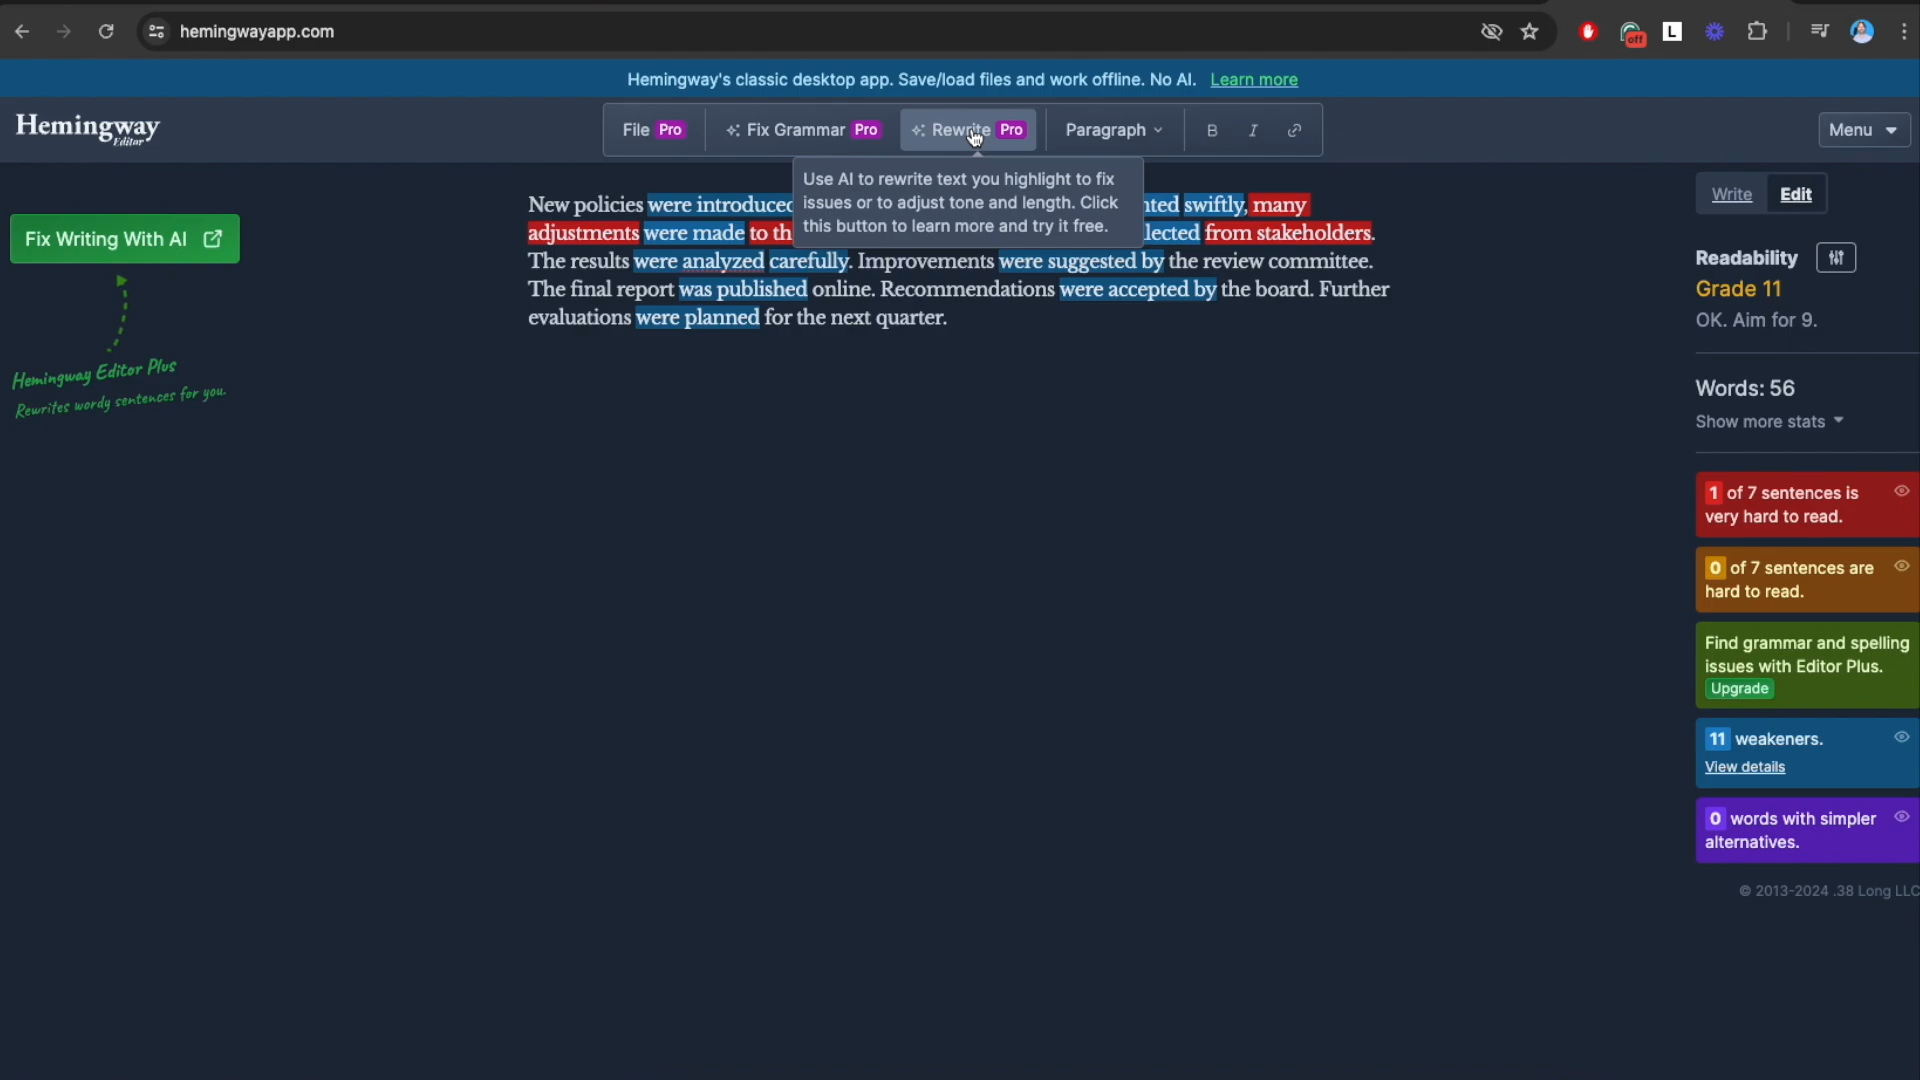 hemingwayapp.com
off
L
Hemingway's classic desktop app. Save/load files and work offline. No AI. Learn more
Hemingway
Editor
File Pro
Fix Grammar Pro
Rewrite Pro
Paragraph
B
I
Menu
Use AI to rewrite text you highlight to fix
issues or to adjust tone and length. Click
this button to learn more and try it free.
New policies were introduced swiftly, many
adjustments were made to from stakeholders.
The results were analyzed carefully. Improvements were suggested by the review committee.
The final report was published online. Recommendations were accepted by the board. Further
evaluations were planned for the next quarter.
Fix Writing With AI
Hemingway Editor Plus
Rewrites wordy sentences for you.
Write Edit
Readability
Grade 11
OK. Aim for 9.
Words: 56
Show more stats
1 of 7 sentences is
very hard to read.
0 of 7 sentences are
hard to read.
Find grammar and spelling
issues with Editor Plus.
Upgrade
11 weakeners.
View details
0 words with simpler
alternatives.
© 2013-2024 .38 Long LLC